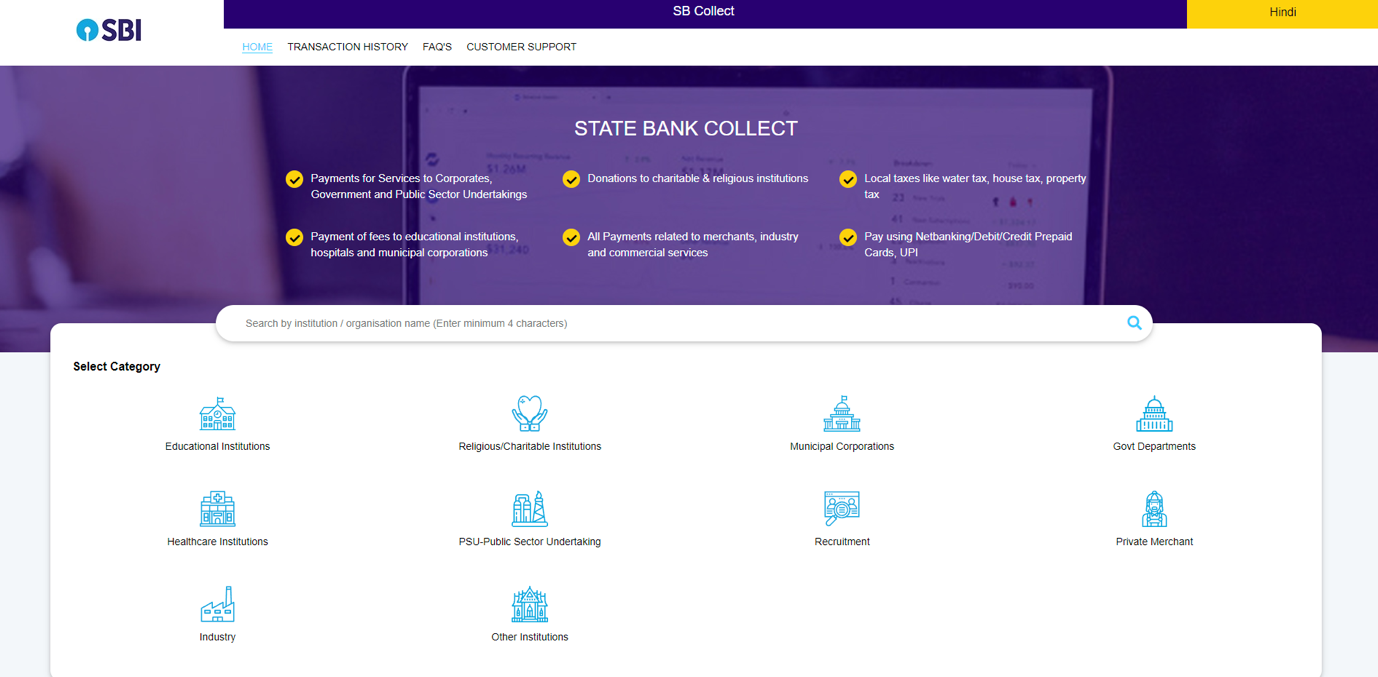 SBI
SB Collect
Hindi
HOME TRANSACTION HISTORY FAQ'S CUSTOMER SUPPORT
STATE BANK COLLECT
Payments for Services to Corporates,
Government and Public Sector Undertakings
Donations to charitable & religious institutions
Local taxes like water tax, house tax, property
tax
Payment of fees to educational institutions,
hospitals and municipal corporations
All Payments related to merchants, industry
and commercial services
Pay using Netbanking/Debit/Credit Prepaid
Cards, UPI
Search by institution / organisation name (Enter minimum 4 characters)
Select Category
Educational Institutions
Religious/Charitable Institutions
Municipal Corporations
Govt Departments
Healthcare Institutions
PSU-Public Sector Undertaking
Recruitment
Private Merchant
Industry
Other Institutions